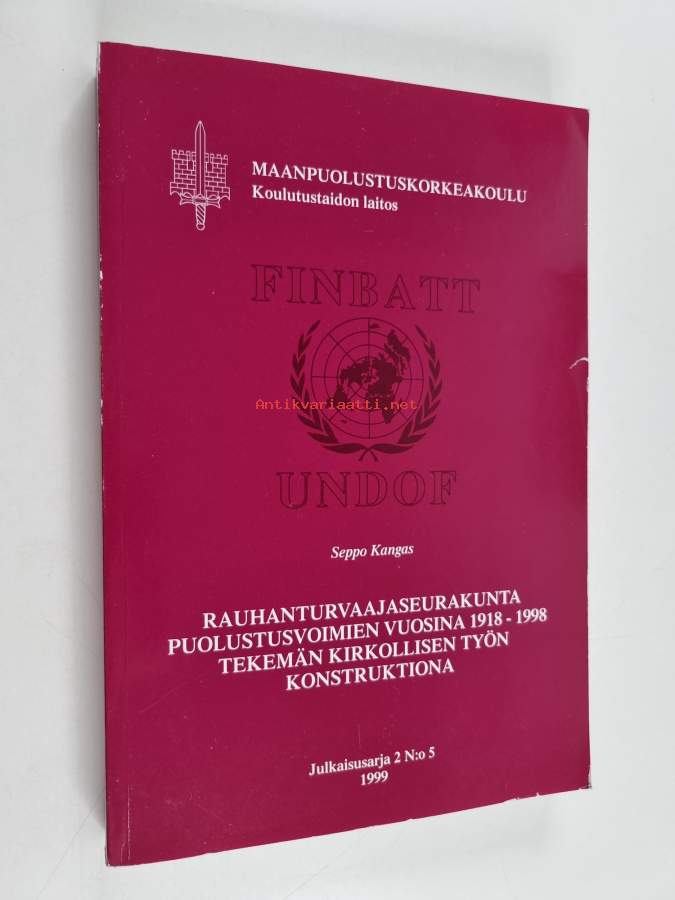 MAANPUOLUSTUSKORKEAKOULU
Koulutustaidon laitos
FINBATT
Antikvariaatti.net
UNDOF
Seppo Kangas
RAUHANTURVAAJASEURAKUNTA
PUOLUSTUSVOIMIEN VUOSINA 1918 - 1998
TEKEMÄN KIRKOLLISEN TYÖN
KONSTRUKTIONA
Julkaisusarja 2 N:o 5
1999